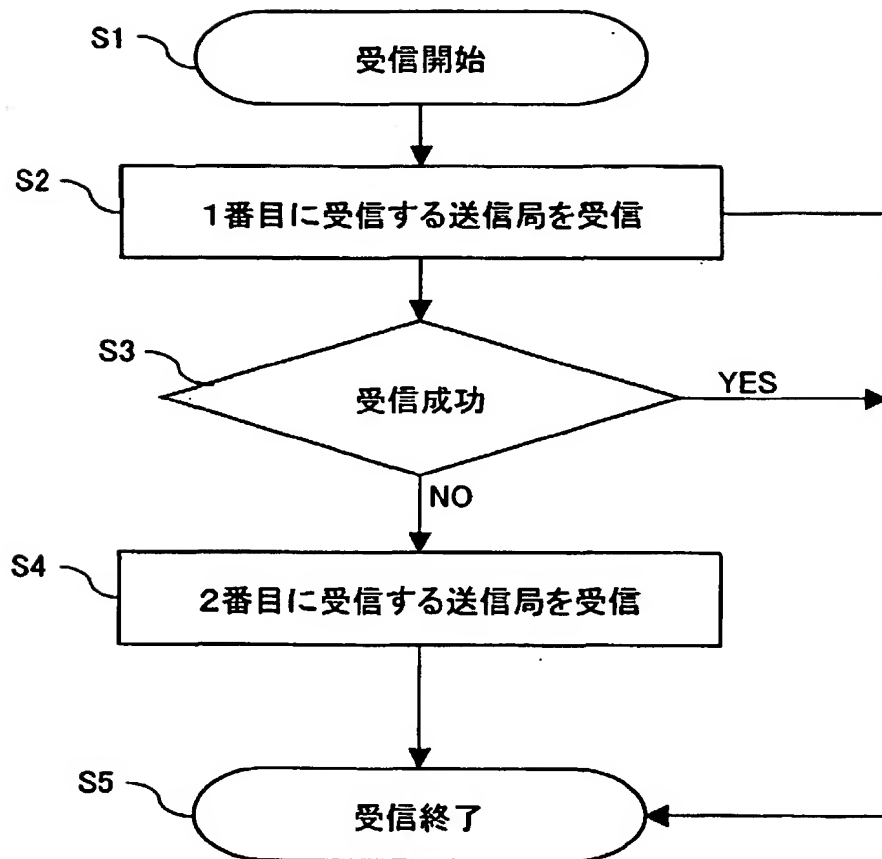 S1
受信開始
S2
1番目に受信する送信局を受信
S3
受信成功
YES
NO
S4
2番目に受信する送信局を受信
S5
受信終了